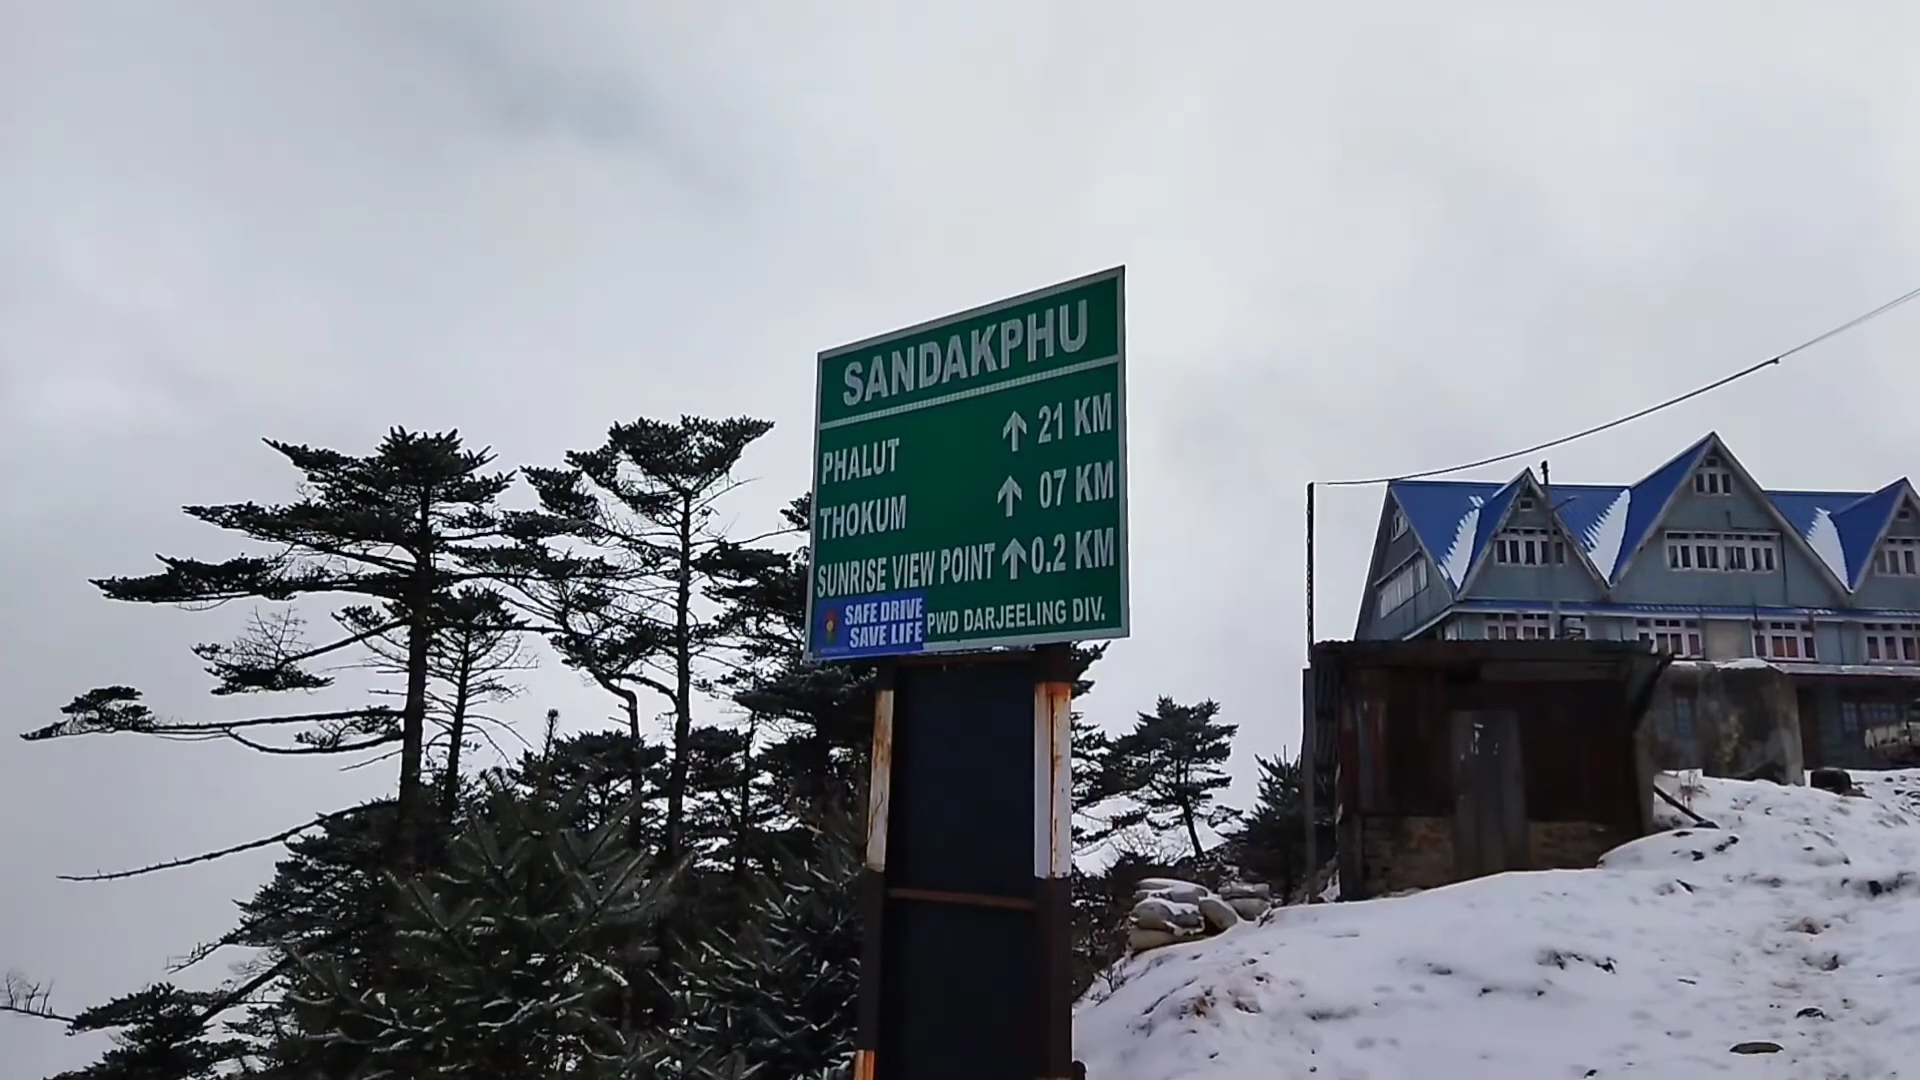 SANDAKPHU
PHALUT ↑ 21 KM
THOKUM ↑ 07 KM
SUNRISE VIEW POINT ↑ 0.2 KM
SAFE DRIVE
SAVE LIFE
PWD DARJEELING DIV.